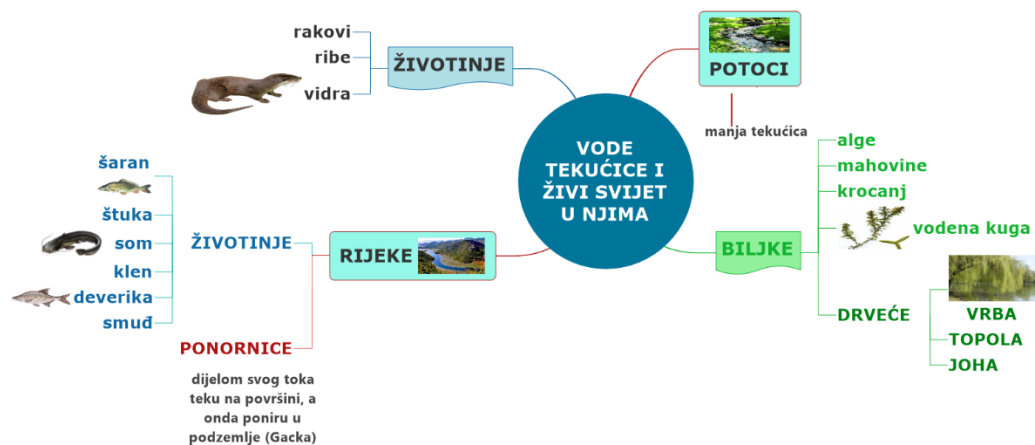 VODE
TEKUĆICE I
ŽIVI SVIJET
U NJIMA
POTOCI
manja tekućica
BILJKE
alge
mahovine
krocanj
vodena kuga
DRVEĆE
VRBA
TOPOLA
JOHA
RIJEKE
ŽIVOTINJE
šaran
štuka
som
klen
deverika
smuđ
PONORNICE
dijelom svog toka
teku na površini, a
onda poniru u
podzemlje (Gacka)
ŽIVOTINJE
rakovi
ribe
vidra